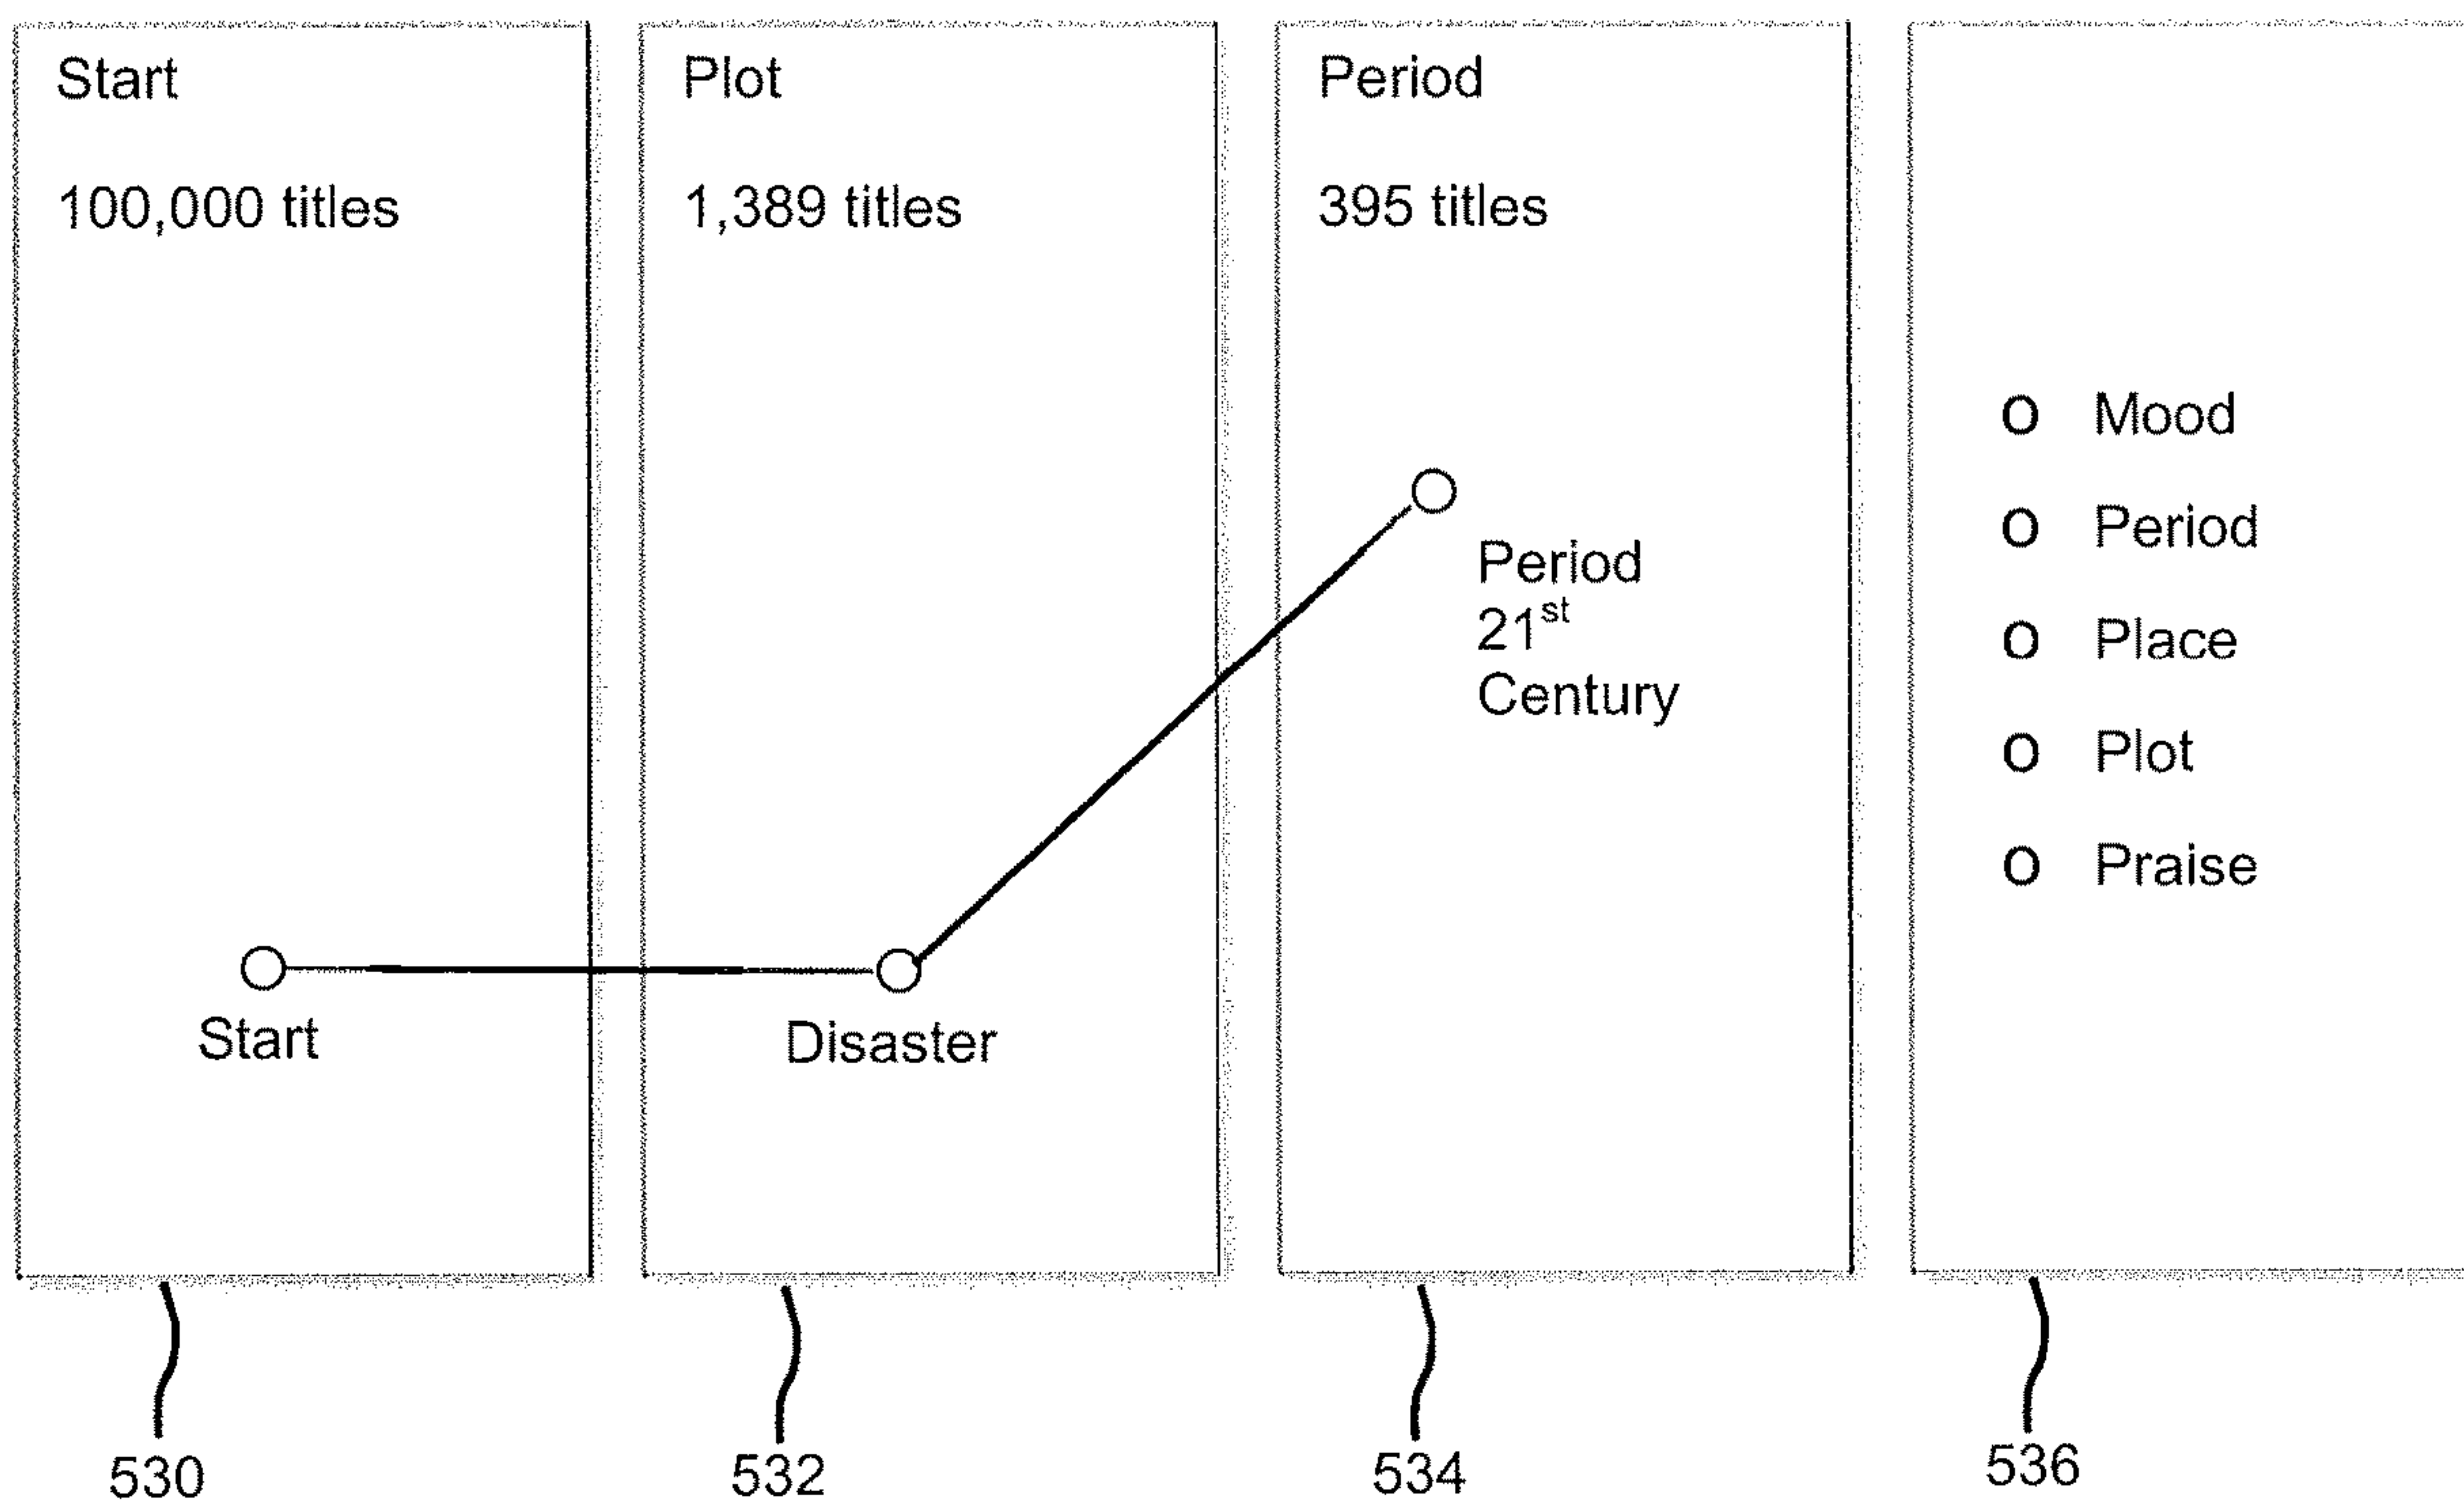 Start
100,000 titles
Start
Plot
1,389 titles
Disaster
Period
395 titles
Period
21st
Century
Mood
Period
Place
Plot
Praise
530
532
534
536